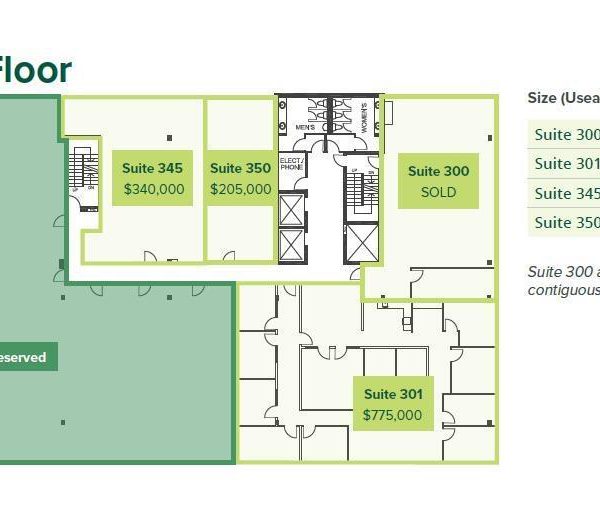 Floor
Size (Usea
MEN'S
WOMEN'S
ELECT/
PHONE
Suite 345
$340,000
Suite 350
$205,000
Suite 300
SOLD
UP
DN
UP
DN
Suite 300
Suite 301
Suite 345
Suite 350
Suite 300 a
contiguous
eserved
Suite 301
$775,000